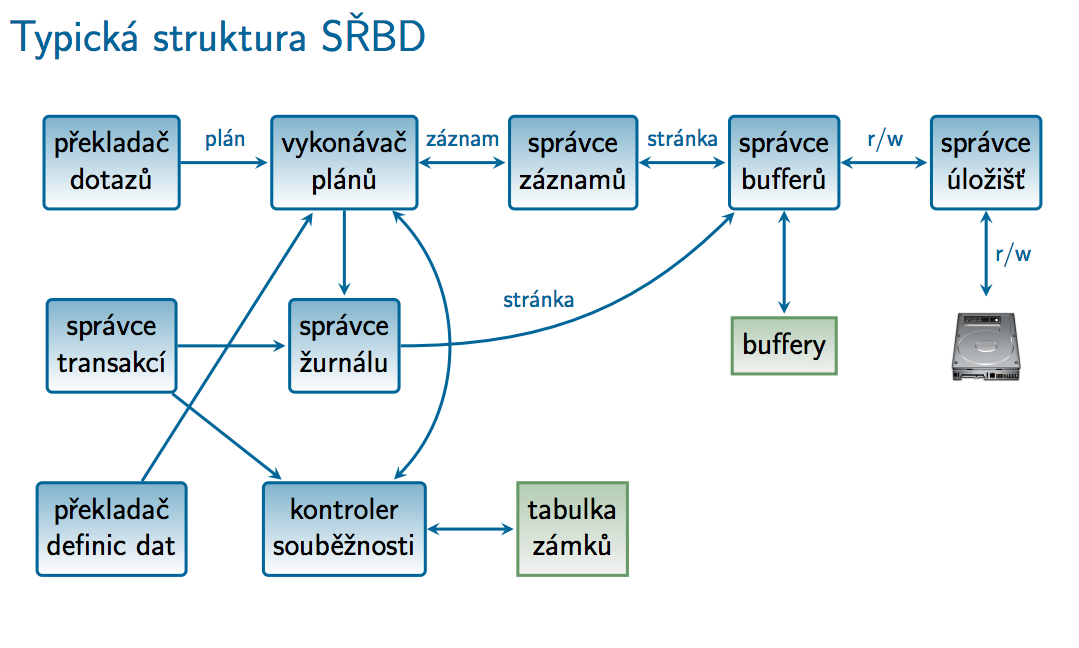 Typická struktura SŘBD
překladač
dotazů
plán
vykonávač
plánů
záznam
správce
záznamů
stránka
správce
bufferů
r/w
správce
úložišť
r/w
správce
transakcí
správce
žurnálu
stránka
buffery
překladač
definic dat
kontroler
souběžnosti
tabulka
zámků